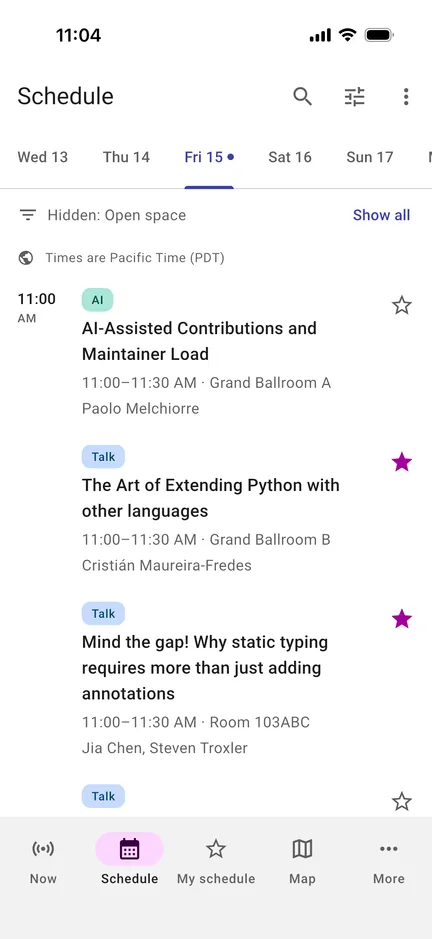 11:04
Schedule
Wed 13 Thu 14 Fri 15 Sat 16 Sun 17
Hidden: Open space Show all
Times are Pacific Time (PDT)
11:00
AM
AI
AI-Assisted Contributions and
Maintainer Load
11:00–11:30 AM · Grand Ballroom A
Paolo Melchiorre
Talk
The Art of Extending Python with
other languages
11:00–11:30 AM · Grand Ballroom B
Cristián Maureira-Fredes
Talk
Mind the gap! Why static typing
requires more than just adding
annotations
11:00–11:30 AM · Room 103ABC
Jia Chen, Steven Troxler
Talk
Now Schedule My schedule Map More